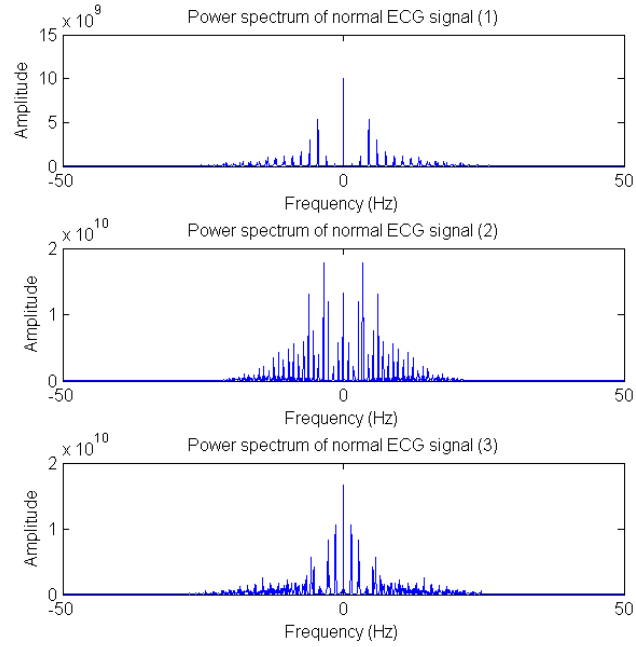 Power spectrum of normal ECG signal (1)
x 10^9
15
10
5
0
Amplitude
-50
0
50
Frequency (Hz)
Power spectrum of normal ECG signal (2)
x 10^10
2
1
0
Amplitude
-50
0
50
Frequency (Hz)
Power spectrum of normal ECG signal (3)
x 10^10
2
1
0
Amplitude
-50
0
50
Frequency (Hz)